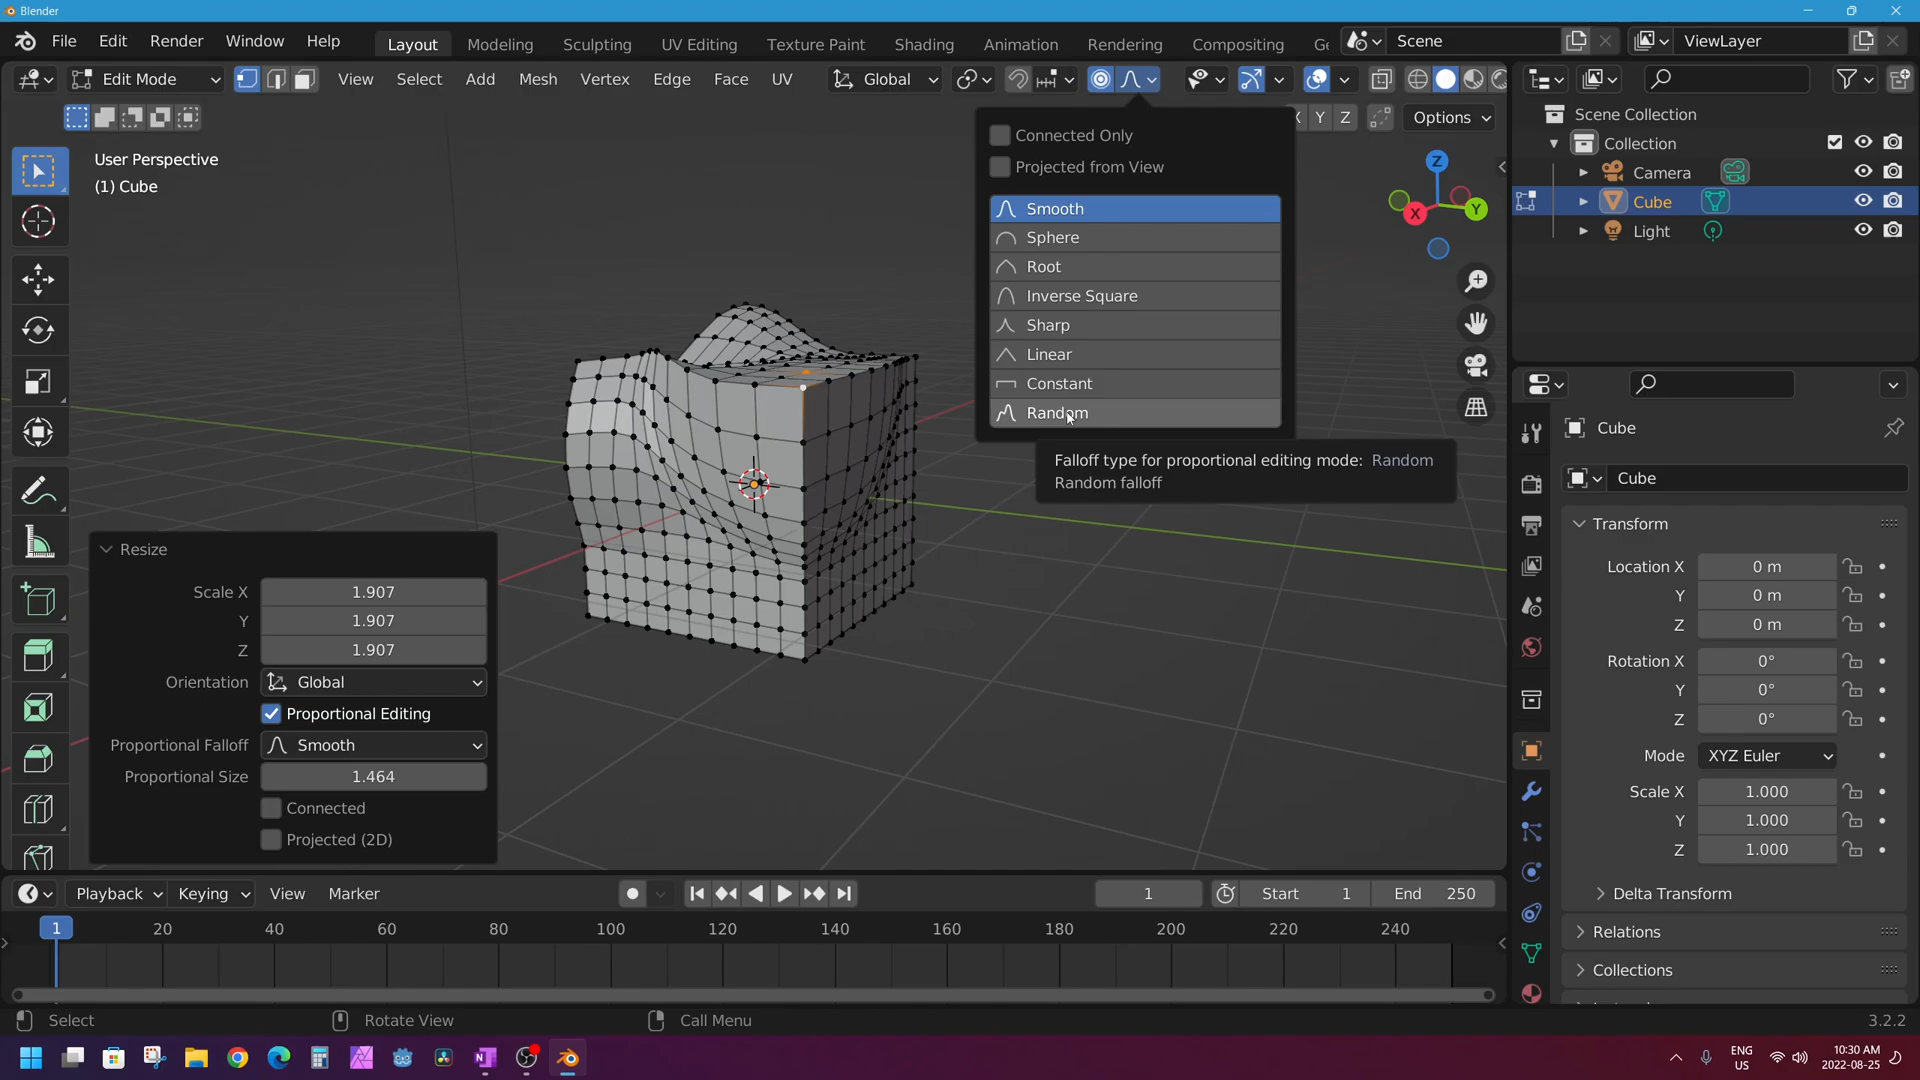 Blender
File Edit Render Window Help Layout Modeling Sculpting UV Editing Texture Paint Shading Animation Rendering Compositing Ge Scene ViewLayer
Edit Mode View Select Add Mesh Vertex Edge Face UV Global
X Y Z Options
User Perspective
(1) Cube
Connected Only
Projected from View
Smooth
Sphere
Root
Inverse Square
Sharp
Linear
Constant
Random
Falloff type for proportional editing mode: Random
Random falloff
Z
X
Y
Resize
Scale X 1.907
Y 1.907
Z 1.907
Orientation Global
Proportional Editing
Proportional Falloff Smooth
Proportional Size 1.464
Connected
Projected (2D)
Scene Collection
Collection
Camera
Cube
Light
Cube
Cube
Transform
Location X 0 m
Y 0 m
Z 0 m
Rotation X 0°
Y 0°
Z 0°
Mode XYZ Euler
Scale X 1.000
Y 1.000
Z 1.000
Delta Transform
Relations
Collections
Playback Keying View Marker 1 Start 1 End 250
1 20 40 60 80 100 120 140 160 180 200 220 240
Select Rotate View Call Menu 3.2.2
ENG
US
10:30 AM
2022-08-25